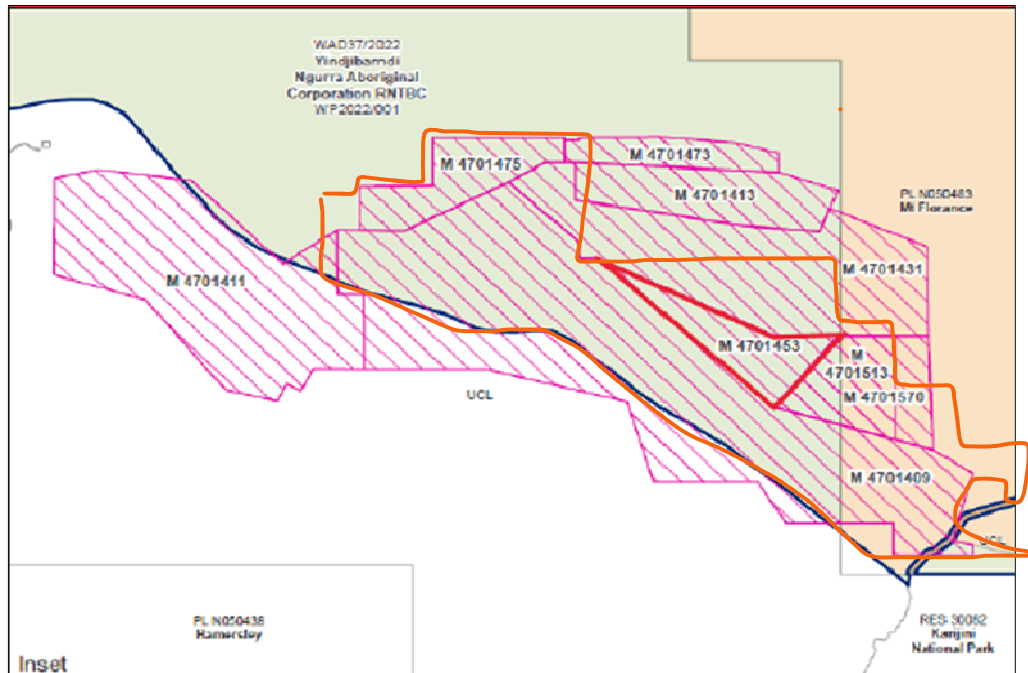 WAD37/2022
Yindjibarndi
Ngurra Aboriginal
Corporation RNTBC
WP2022/001
M 4701475
M 4701473
M 4701413
PL N050483
Mt Florance
M 4701431
M 4701411
M 4701453
M
4701513
M 4701570
UCL
M 4701409
UCL
PL N050438
Hamersley
RES 30082
Karijini
National Park
Inset